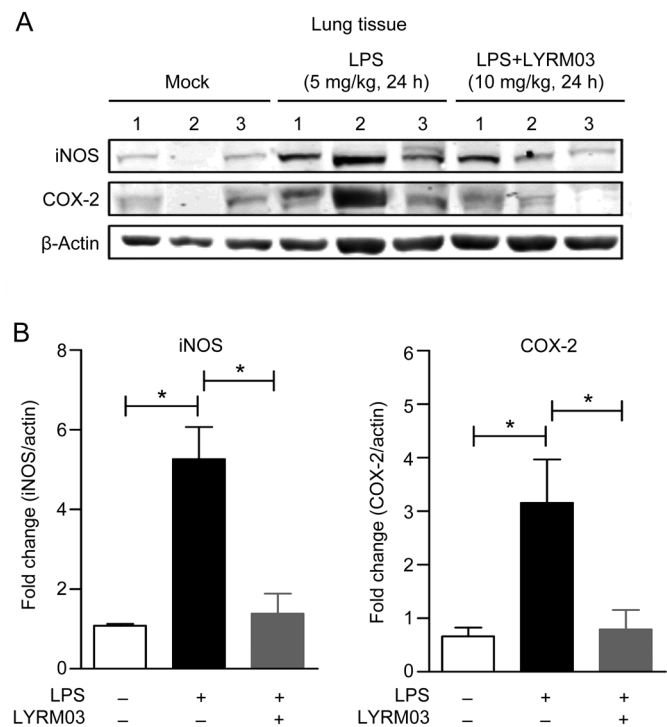 A
Lung tissue
Mock
LPS
(5 mg/kg, 24 h)
LPS+LYRM03
(10 mg/kg, 24 h)
1 2 3 1 2 3 1 2 3
iNOS
COX-2
β-Actin
B
iNOS
8
6
4
2
0
Fold change (iNOS/actin)
* *
LPS – + +
LYRM03 – – +
COX-2
6
5
4
3
2
1
0
Fold change (COX-2/actin)
* *
LPS – + +
LYRM03 – – +